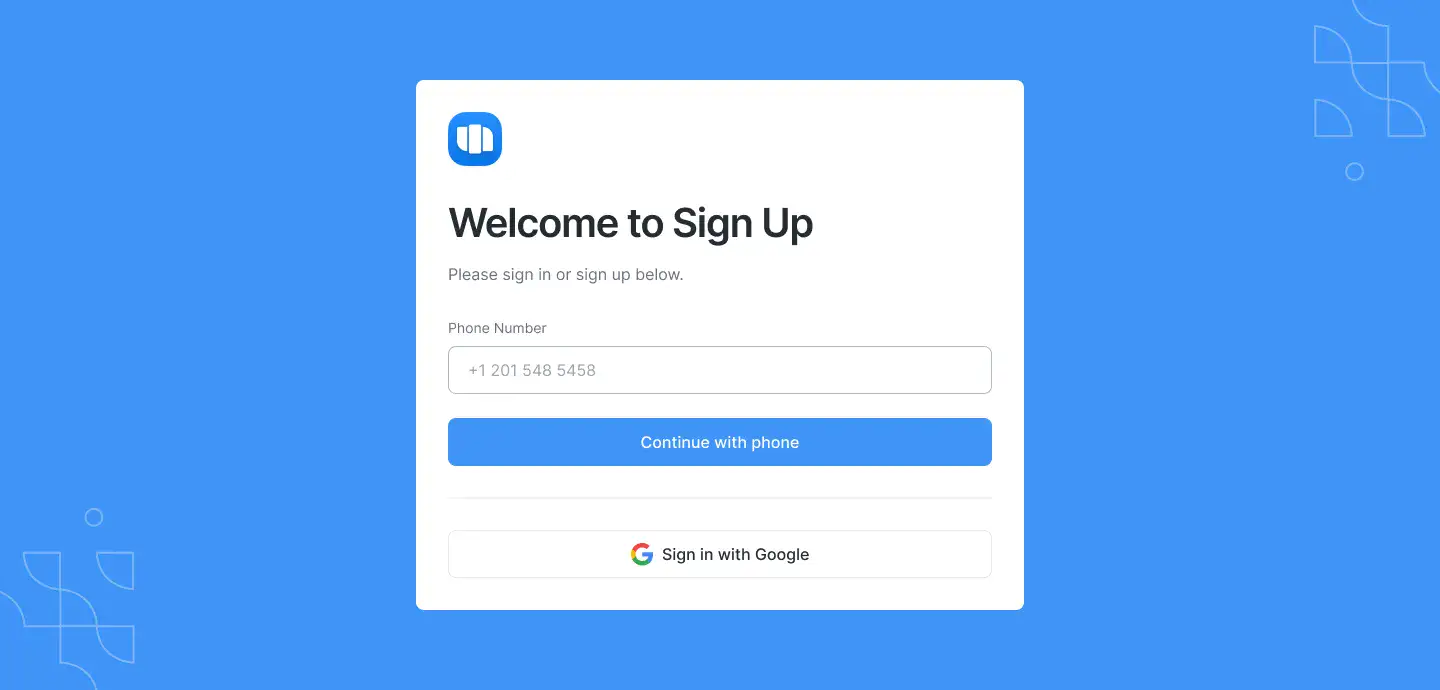 Welcome to Sign Up
Please sign in or sign up below.
Phone Number
+1 201 548 5458
Continue with phone
Sign in with Google